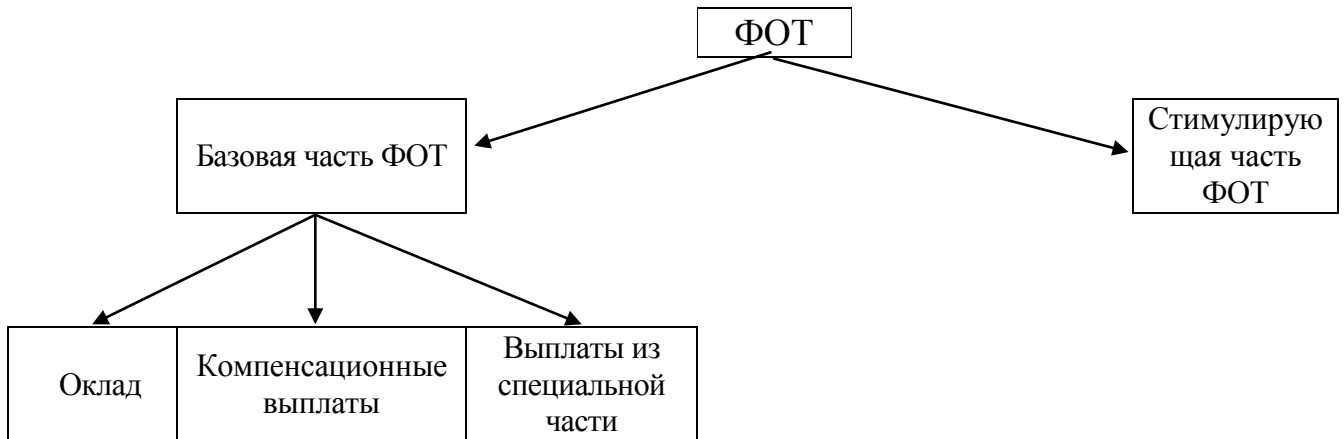 ФОТ
Базовая часть ФОТ
Стимулирую
щая часть
ФОТ
Оклад
Компенсационные
выплаты
Выплаты из
специальной
части